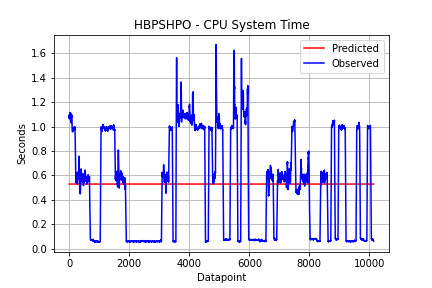 HBPSHPO - CPU System Time
Predicted
Observed
Seconds
1.6
1.4
1.2
1.0
0.8
0.6
0.4
0.2
0.0
0 2000 4000 6000 8000 10000
Datapoint